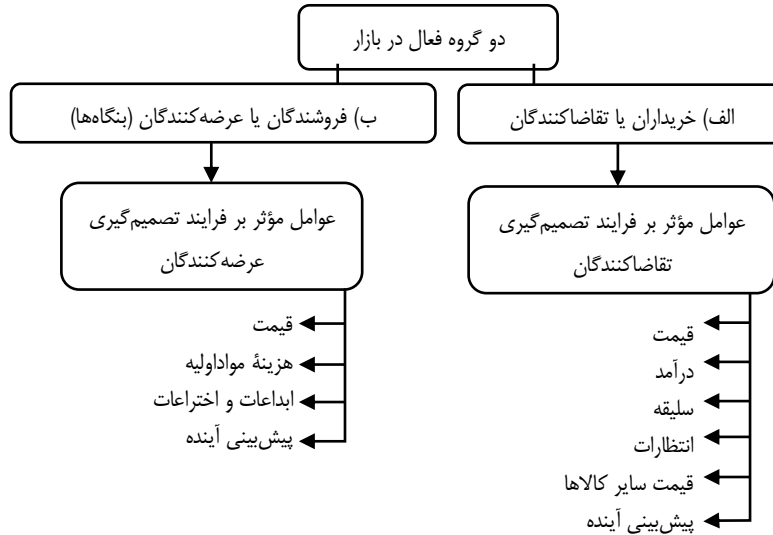 دو گروه فعال در بازار
الف) خریداران یا تقاضاکنندگان
عوامل مؤثر بر فرایند تصمیم‌گیری
تقاضاکنندگان
قیمت
درآمد
سلیقه
انتظارات
قیمت سایر کالاها
پیش‌بینی آینده
ب) فروشندگان یا عرضه‌کنندگان (بنگاه‌ها)
عوامل مؤثر بر فرایند تصمیم‌گیری
عرضه‌کنندگان
قیمت
هزینهٔ مواداولیه
ابداعات و اختراعات
پیش‌بینی آینده